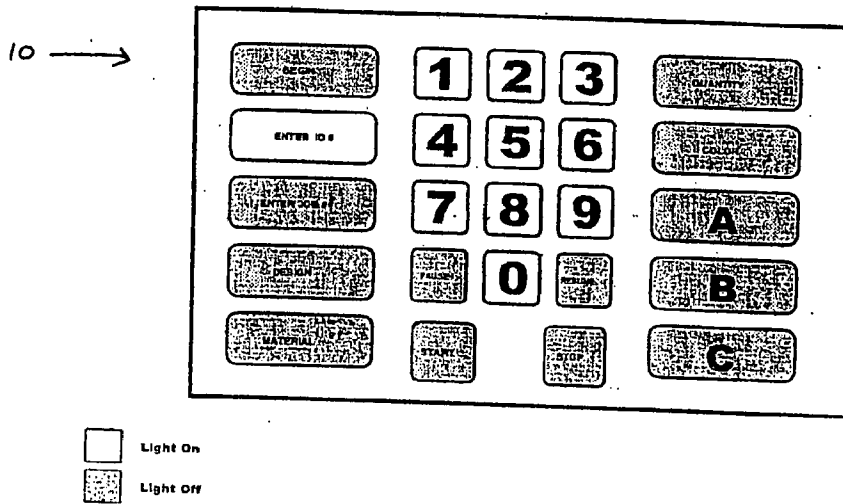 10
BEGIN 1 2 3 QUANTITY
ENTER ID # 4 5 6 COLOR
ENTER JOB # 7 8 9 A
DESIGN PAUSE 0 RESUME B
MATERIAL START STOP C
Light On
Light Off